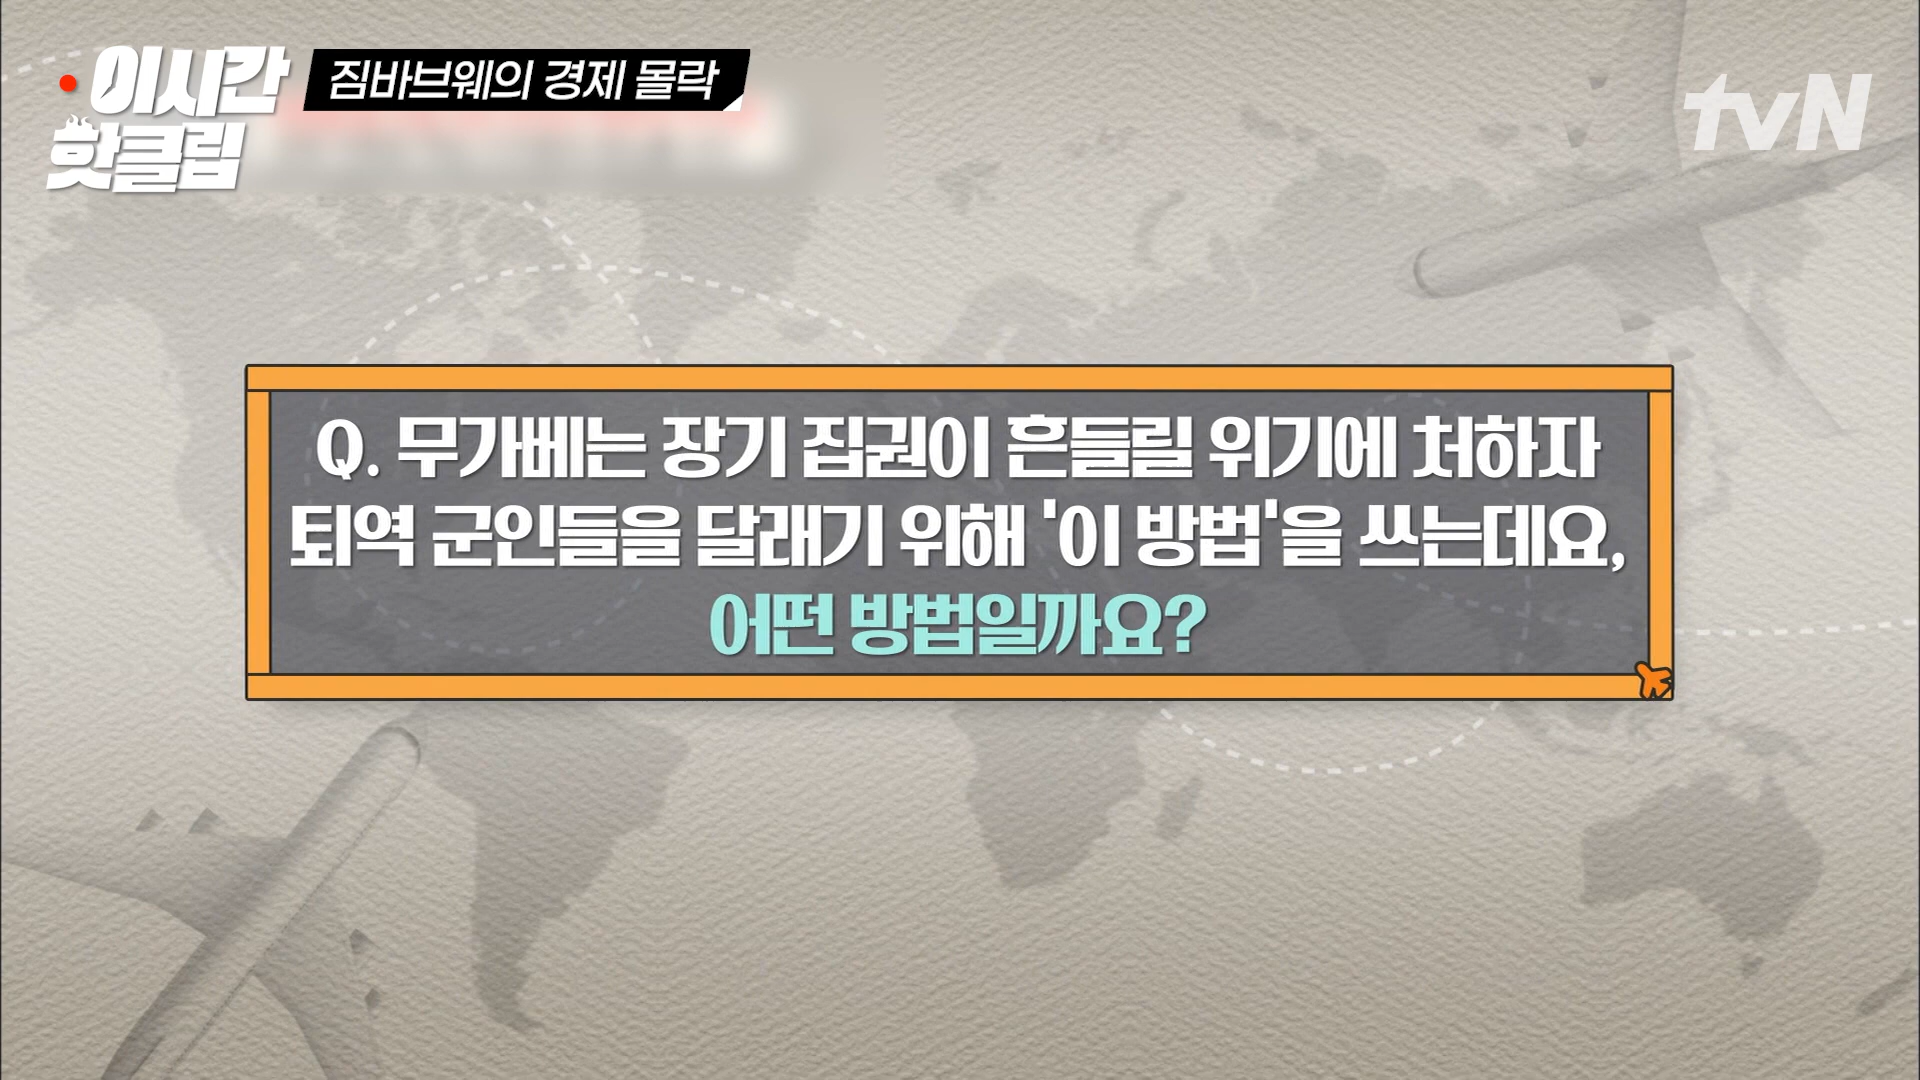 이시간
핫클립
짐바브웨의 경제 몰락
tvN
Q. 무가베는 장기 집권이 흔들릴 위기에 처하자
퇴역 군인들을 달래기 위해 '이 방법'을 쓰는데요,
어떤 방법일까요?